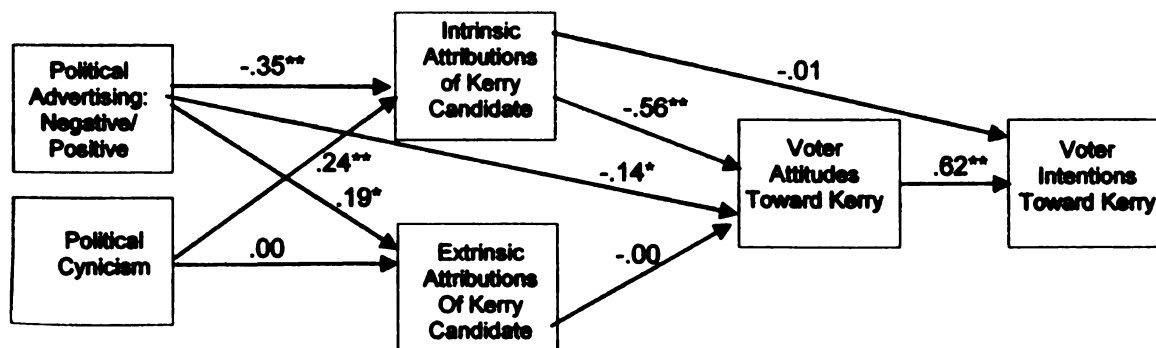 Political
Advertising:
Negative/
Positive
Political
Cynicism
-.35**
.24**
.19*
.00
Intrinsic
Attributions
of Kerry
Candidate
Extrinsic
Attributions
Of Kerry
Candidate
-.01
-.56**
-.14*
-.00
Voter
Attitudes
Toward Kerry
.62**
Voter
Intentions
Toward Kerry